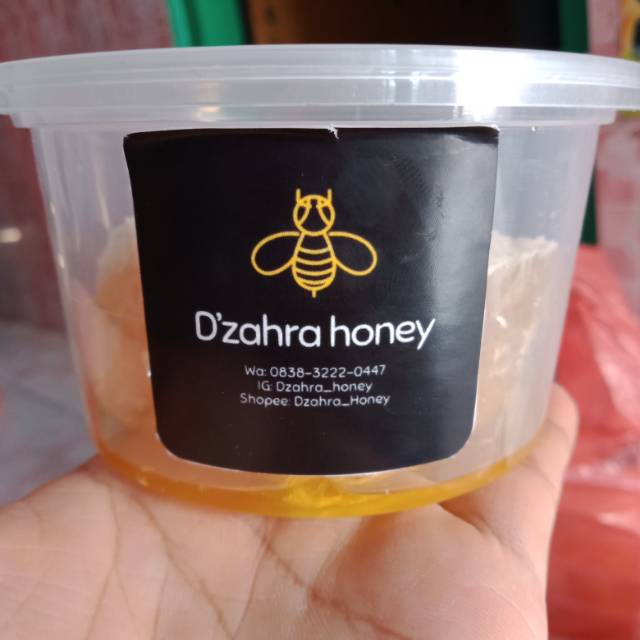 D'zahra honey
Wa: 0838-3222-0447
IG: Dzahra_honey
Shopee: Dzahra_Honey